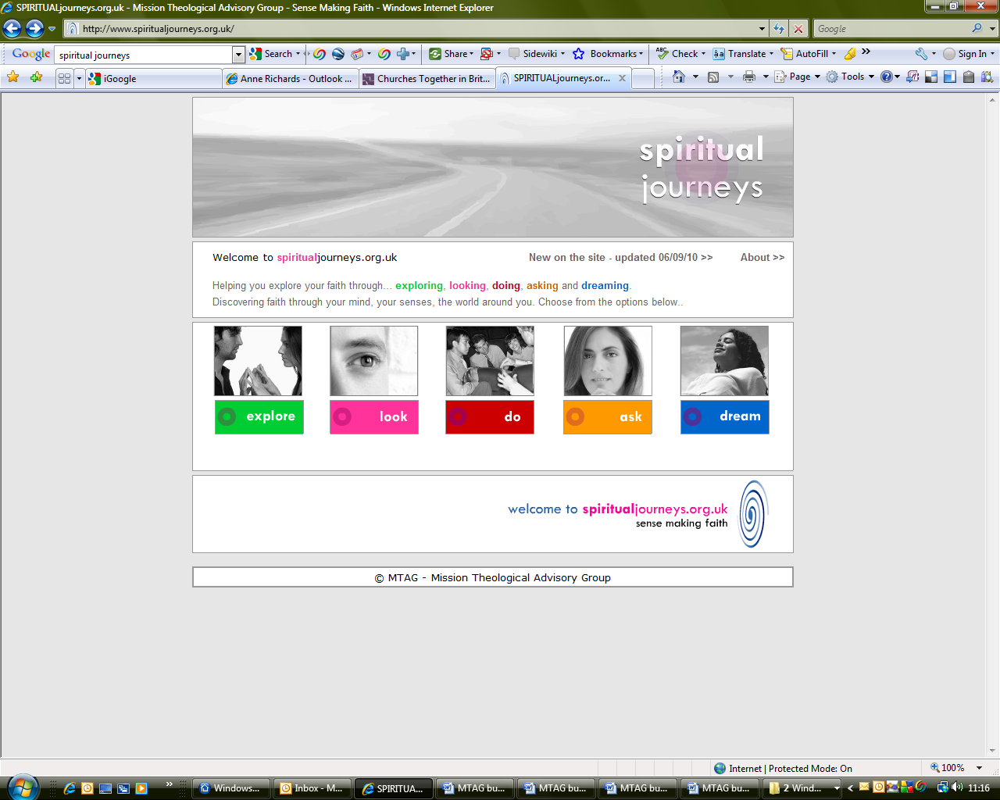 SPIRITUALjourneys.org.uk - Mission Theological Advisory Group - Sense Making Faith - Windows Internet Explorer
http://www.spiritualjourneys.org.uk/
Google
Google spiritual journeys Search Share Sidewiki Bookmarks ABC Check âä Translate AutoFill Sign In
iGoogle Anne Richards - Outlook ... Churches Together in Brit... SPIRITUALjourneys.or... Page Tools
spiritual
journeys
Welcome to spiritualjourneys.org.uk New on the site - updated 06/09/10 >> About >>
Helping you explore your faith through... exploring, looking, doing, asking and dreaming.
Discovering faith through your mind, your senses, the world around you. Choose from the options below..
explore look do ask dream
welcome to spiritualjourneys.org.uk
sense making faith
© MTAG - Mission Theological Advisory Group
Internet | Protected Mode: On 100%
Windows... Inbox - M... SPIRITUA... MTAG bu... MTAG bu... MTAG bu... MTAG bu... 2 Wind... 11:16